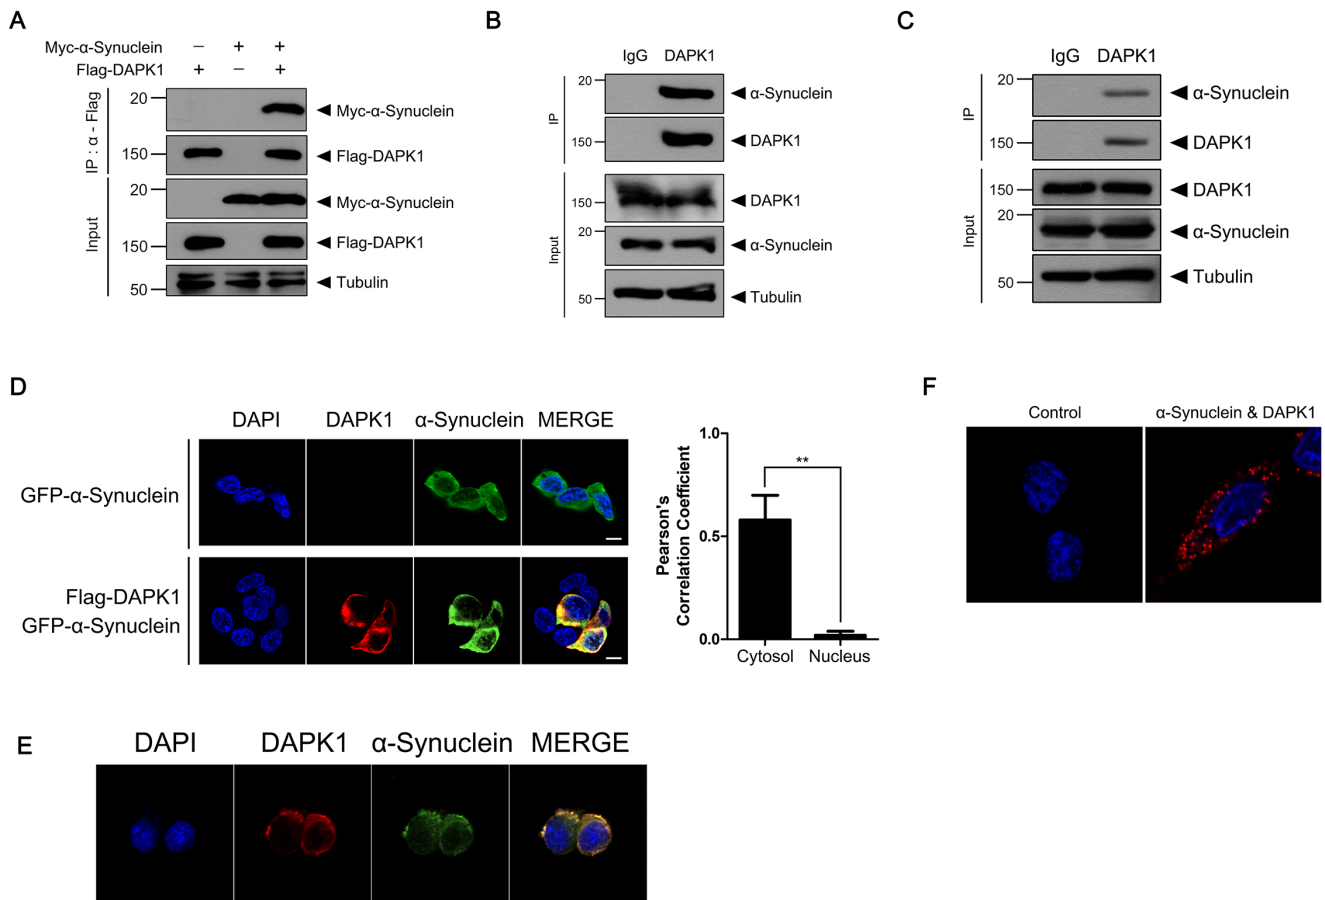 A
Myc-α-Synuclein − + +
Flag-DAPK1 + − +
IP : α - Flag
20
Myc-α-Synuclein
150
Flag-DAPK1
Input
20
Myc-α-Synuclein
150
Flag-DAPK1
50
Tubulin
B
IgG DAPK1
IP
20
α-Synuclein
150
DAPK1
Input
150
DAPK1
20
α-Synuclein
50
Tubulin
C
IgG DAPK1
IP
20
α-Synuclein
150
DAPK1
Input
150
DAPK1
20
α-Synuclein
50
Tubulin
D
DAPI DAPK1 α-Synuclein MERGE
GFP-α-Synuclein
Flag-DAPK1
GFP-α-Synuclein
Pearson's
Correlation Coefficient
1.0
0.5
0.0
**
Cytosol Nucleus
E
DAPI DAPK1 α-Synuclein MERGE
F
Control α-Synuclein & DAPK1